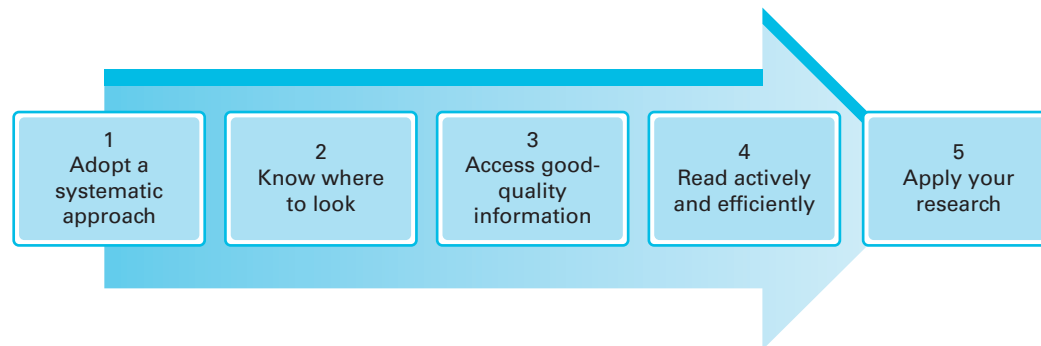 1
Adopt a
systematic
approach
2
Know where
to look
3
Access good-
quality
information
4
Read actively
and efficiently
5
Apply your
research